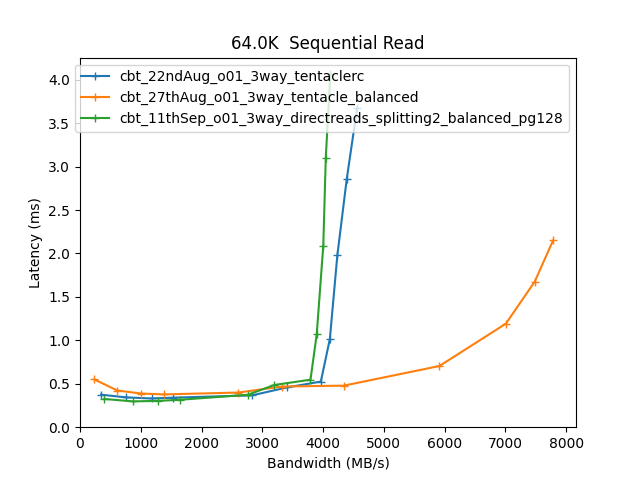 64.0K  Sequential Read
cbt_22ndAug_o01_3way_tentaclerc
cbt_27thAug_o01_3way_tentacle_balanced
cbt_11thSep_o01_3way_directreads_splitting2_balanced_pg128
Latency (ms)
4.0
3.5
3.0
2.5
2.0
1.5
1.0
0.5
0.0
0 1000 2000 3000 4000 5000 6000 7000 8000
Bandwidth (MB/s)